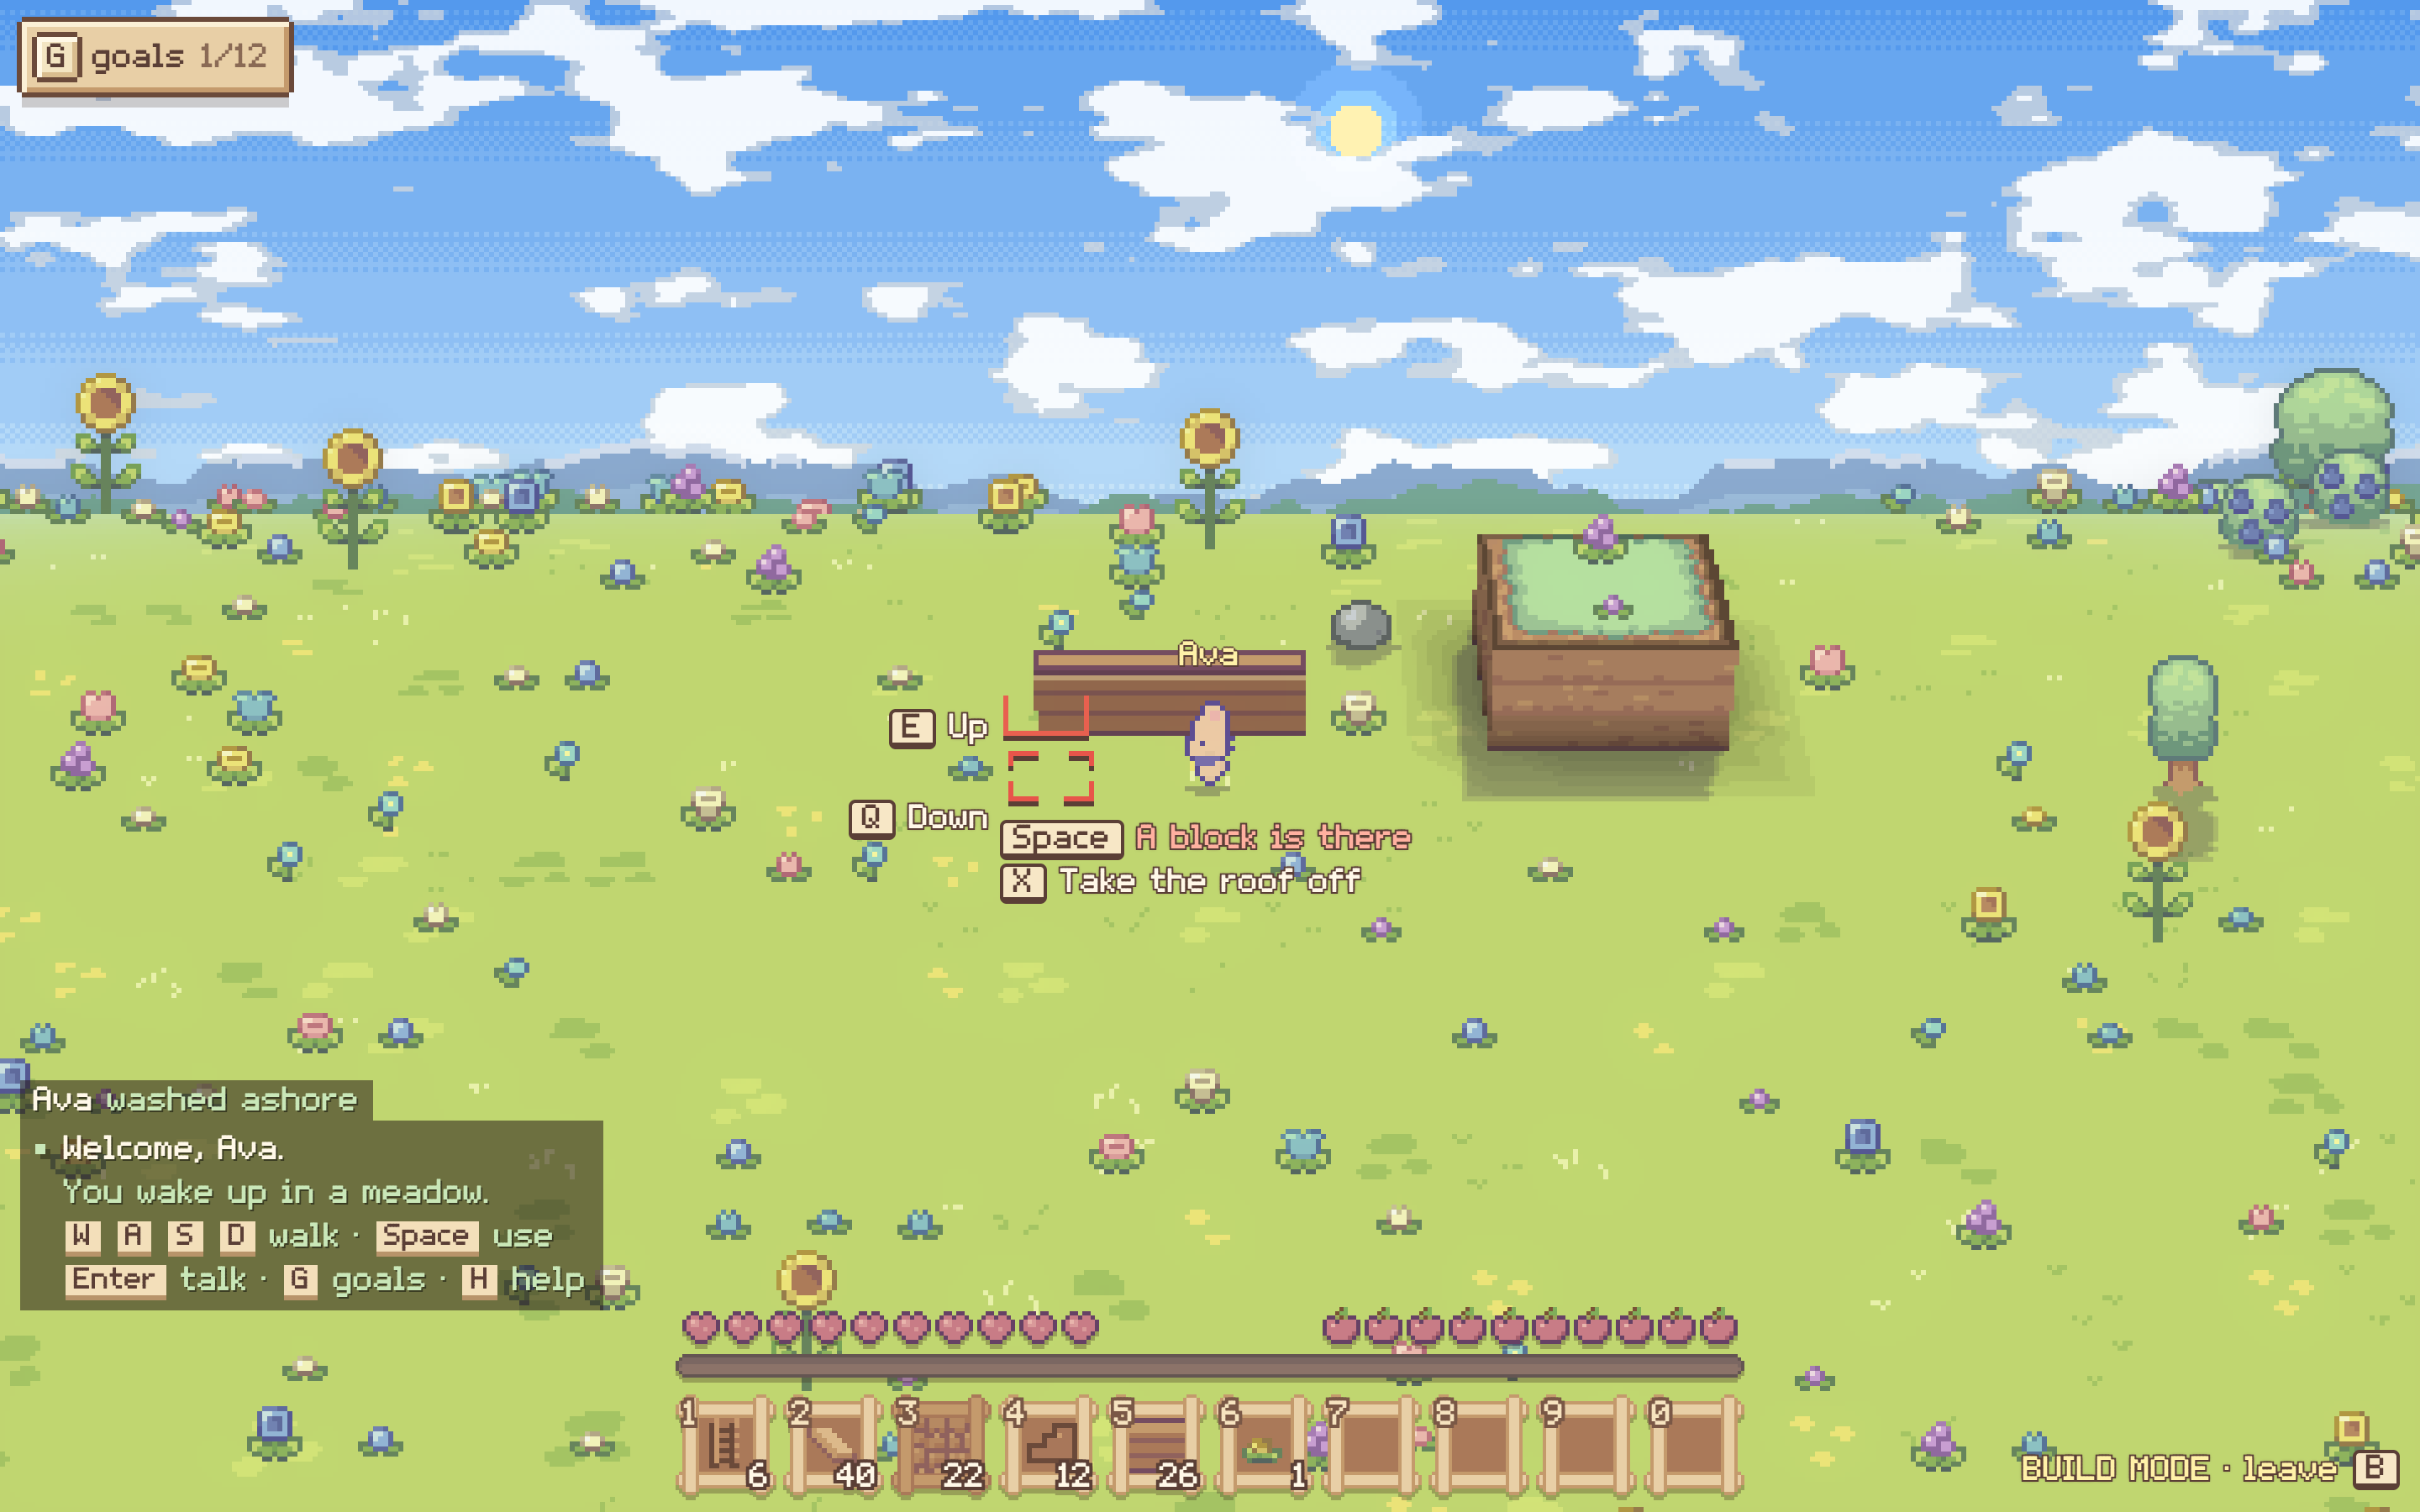 G goals 1/12
Ava
E Up
Q Down
Space A block is there
X Take the roof off
Ava washed ashore
Welcome, Ava.
You wake up in a meadow.
W A S D walk · Space use
Enter talk · G goals · H help
1 2 3 4 5 6 7 8 9 0
6 40 22 12 26 1
BUILD MODE · leave B